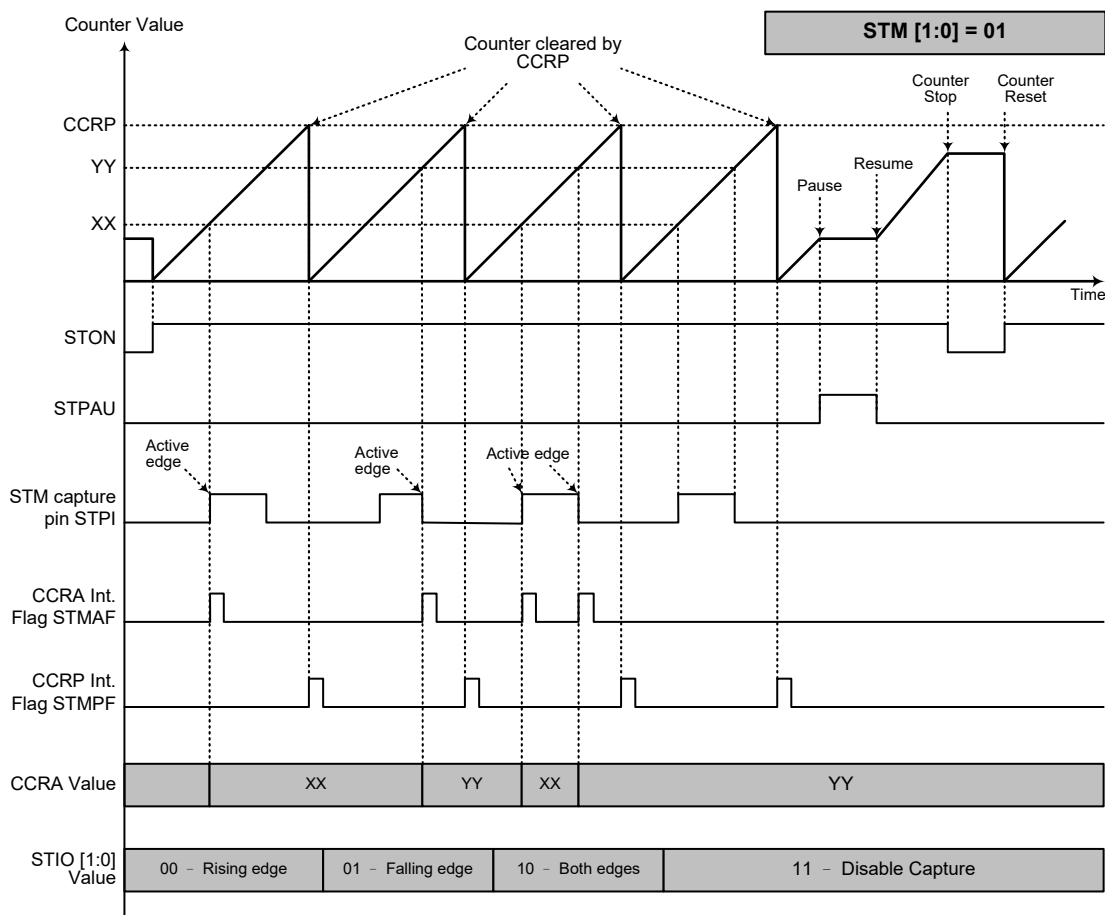 Counter Value
STM [1:0] = 01
Counter cleared by
CCRP
Counter
Stop
Counter
Reset
CCRP
YY
XX
Pause
Resume
Time
STON
STPAU
Active
edge
Active
edge
Active edge
STM capture
pin STPI
CCRA Int.
Flag STMAF
CCRP Int.
Flag STMPF
CCRA Value
XX
YY
XX
YY
STIO [1:0]
Value
00 – Rising edge
01 – Falling edge
10 – Both edges
11 – Disable Capture